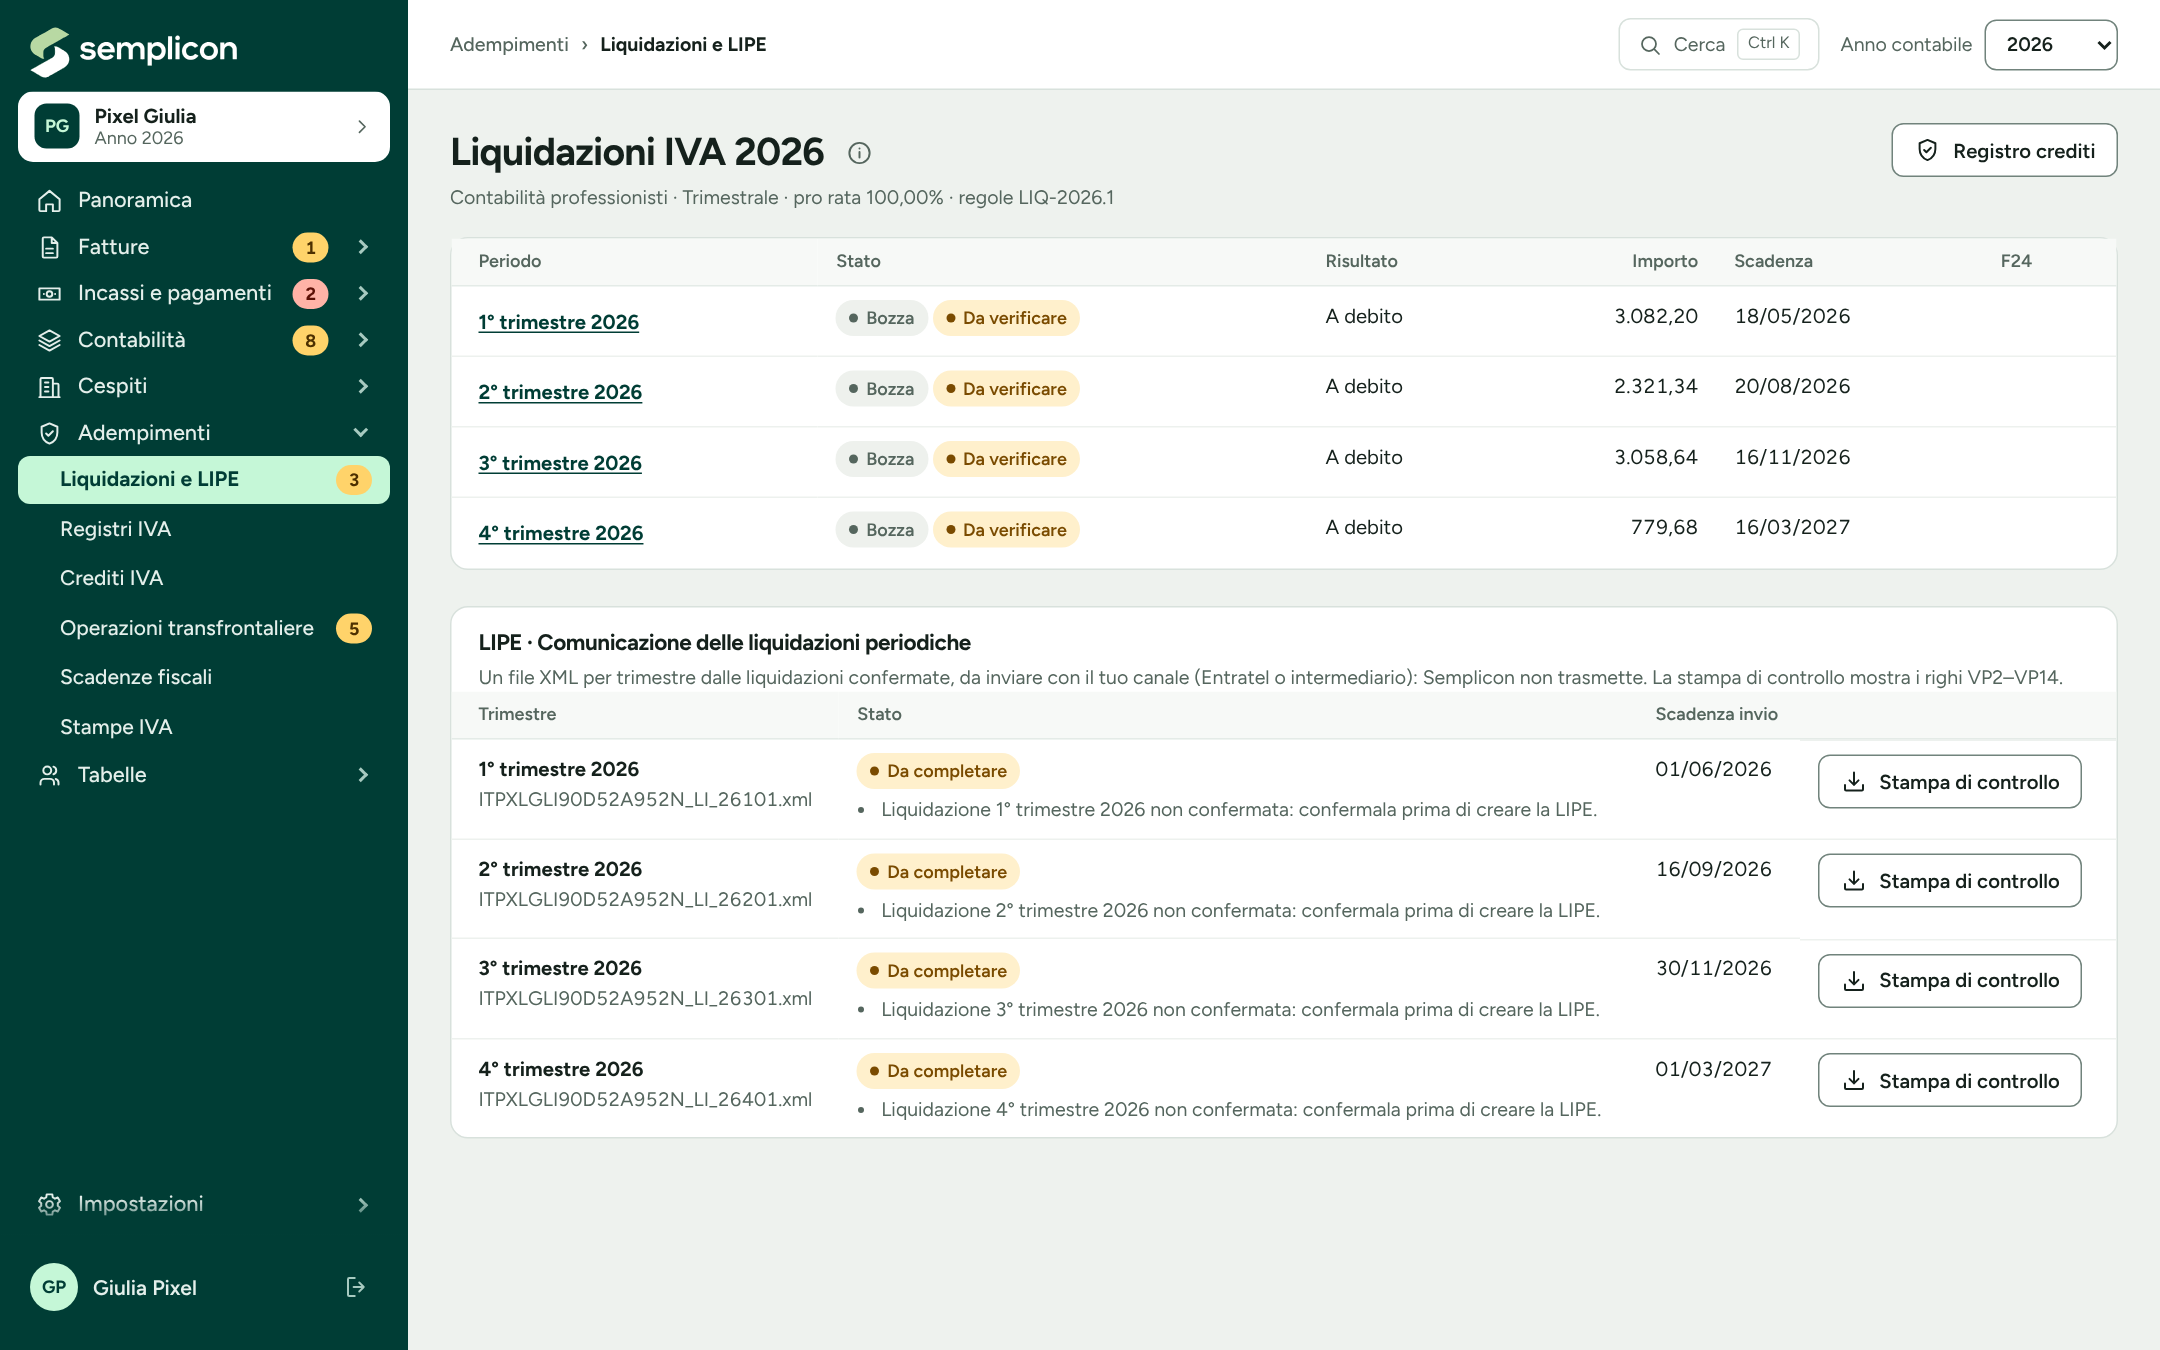 semplicon
PG
Pixel Giulia
Anno 2026
Panoramica
Fatture 1
Incassi e pagamenti 2
Contabilità 8
Cespiti
Adempimenti
Liquidazioni e LIPE 3
Registri IVA
Crediti IVA
Operazioni transfrontaliere 5
Scadenze fiscali
Stampe IVA
Tabelle
Impostazioni
GP Giulia Pixel
Adempimenti › Liquidazioni e LIPE
Cerca Ctrl K Anno contabile 2026
Liquidazioni IVA 2026
Registro crediti
Contabilità professionisti · Trimestrale · pro rata 100,00% · regole LIQ-2026.1
Periodo Stato Risultato Importo Scadenza F24
1° trimestre 2026 Bozza Da verificare A debito 3.082,20 18/05/2026
2° trimestre 2026 Bozza Da verificare A debito 2.321,34 20/08/2026
3° trimestre 2026 Bozza Da verificare A debito 3.058,64 16/11/2026
4° trimestre 2026 Bozza Da verificare A debito 779,68 16/03/2027
LIPE · Comunicazione delle liquidazioni periodiche
Un file XML per trimestre dalle liquidazioni confermate, da inviare con il tuo canale (Entratel o intermediario): Semplicon non trasmette. La stampa di controllo mostra i righi VP2–VP14.
Trimestre Stato Scadenza invio
1° trimestre 2026 Da completare 01/06/2026 Stampa di controllo
ITPXLGLI90D52A952N_LI_26101.xml • Liquidazione 1° trimestre 2026 non confermata: confermala prima di creare la LIPE.
2° trimestre 2026 Da completare 16/09/2026 Stampa di controllo
ITPXLGLI90D52A952N_LI_26201.xml • Liquidazione 2° trimestre 2026 non confermata: confermala prima di creare la LIPE.
3° trimestre 2026 Da completare 30/11/2026 Stampa di controllo
ITPXLGLI90D52A952N_LI_26301.xml • Liquidazione 3° trimestre 2026 non confermata: confermala prima di creare la LIPE.
4° trimestre 2026 Da completare 01/03/2027 Stampa di controllo
ITPXLGLI90D52A952N_LI_26401.xml • Liquidazione 4° trimestre 2026 non confermata: confermala prima di creare la LIPE.